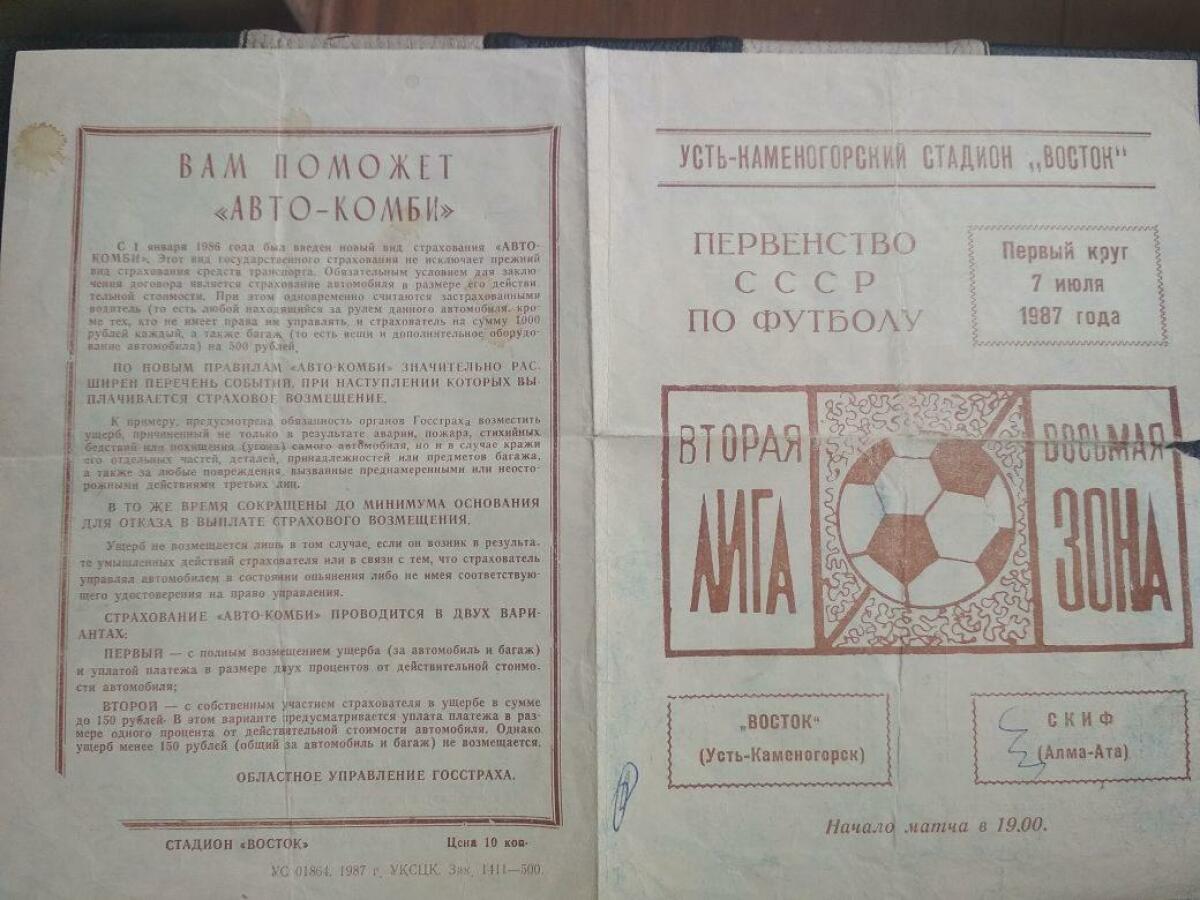 ВАМ ПОМОЖЕТ
«АВТО-КОМБИ»
С 1 января 1986 года был введен новый вид страхования «АВТО-
КОМБИ». Этот вид государственного страхования не исключает прежний
вид страхования средств транспорта. Обязательным условием для заклю-
чения договора является страхование автомобиля в размере его действи
тельной стоимости. При этом одновременно считаются застрахованными
водитель (то есть любой находящийся за рулем данного автомобиля, кро-
ме тех, кто не имеет права им управлять, и страхователь на сумму 1000
рублей каждый, а также багаж (то есть вещи и дополнительное оборудо-
вание автомобиля) на 500 рублей.
ПО НОВЫМ ПРАВИЛАМ «АВТО-КОМБИ» ЗНАЧИТЕЛЬНО РАС-
ШИРЕН ПЕРЕЧЕНЬ СОБЫТИЙ, ПРИ НАСТУПЛЕНИИ КОТОРЫХ ВЫ-
ПЛАЧИВАЕТСЯ СТРАХОВОЕ ВОЗМЕЩЕНИЕ.
К примеру, предусмотрена обязанность органов Госстраха возместить
ущерб, причиненный не только в результате аварии, пожара, стихийных
бедствий или похищения (угона) самого автомобиля, но и в случае кражи
его отдельных частей, деталей, принадлежностей или предметов багажа,
а также за любые повреждения, вызванные преднамеренными или неосто-
рожными действиями третьих лиц.
В ТО ЖЕ ВРЕМЯ СОКРАЩЕНЫ ДО МИНИМУМА ОСНОВАНИЯ
ДЛЯ ОТКАЗА В ВЫПЛАТЕ СТРАХОВОГО ВОЗМЕЩЕНИЯ.
Ущерб не возмещается лишь в том случае, если он возник в результа-
те умышленных действий страхователя или в связи с тем, что страхователь
управлял автомобилем в состоянии опьянения либо не имея соответствую-
щего удостоверения на право управления.
СТРАХОВАНИЕ «АВТО-КОМБИ» ПРОВОДИТСЯ В ДВУХ ВАРИ-
АНТАХ:
ПЕРВЫЙ — с полным возмещением ущерба (за автомобиль и багаж)
и уплатой платежа в размере двух процентов от действительной стоимо-
сти автомобиля;
ВТОРОЙ — с собственным участием страхователя в ущербе в сумме
до 150 рублей. В этом варианте предусматривается уплата платежа в раз-
мере одного процента от действительной стоимости автомобиля. Однако
ущерб менее 150 рублей (общий за автомобиль и багаж) не возмещается.
ОБЛАСТНОЕ УПРАВЛЕНИЕ ГОССТРАХА.
СТАДИОН «ВОСТОК» Цена 10 коп.
УС 01864. 1987 г. УКСЦК. Зак. 1411—500.
УСТЬ-КАМЕНОГОРСКИЙ СТАДИОН „ВОСТОК"
ПЕРВЕНСТВО
СССР
ПО ФУТБОЛУ
Первый круг
7 июля
1987 года
ВТОРАЯ
ЛИГА
ВОСЬМАЯ
ЗОНА
„ВОСТОК"
(Усть-Каменогорск)
СКИФ
(Алма-Ата)
Начало матча в 19.00.